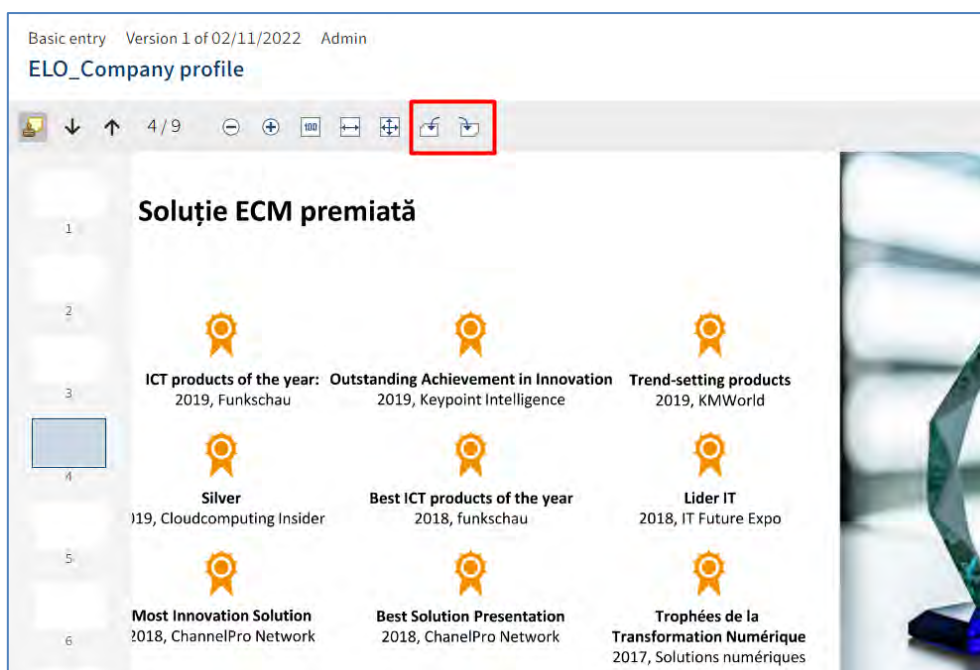 Basic entry Version 1 of 02/11/2022 Admin
ELO_Company profile
4/9
100
Soluție ECM premiată
1
2
3
4
5
6
ICT products of the year: Outstanding Achievement in Innovation Trend-setting products
2019, Funkschau 2019, Keypoint Intelligence 2019, KMWorld
Silver Best ICT products of the year Lider IT
19, Cloudcomputing Insider 2018, funkschau 2018, IT Future Expo
Most Innovation Solution Best Solution Presentation Trophées de la
2018, ChannelPro Network 2018, ChanelPro Network Transformation Numérique
2017, Solutions numériques